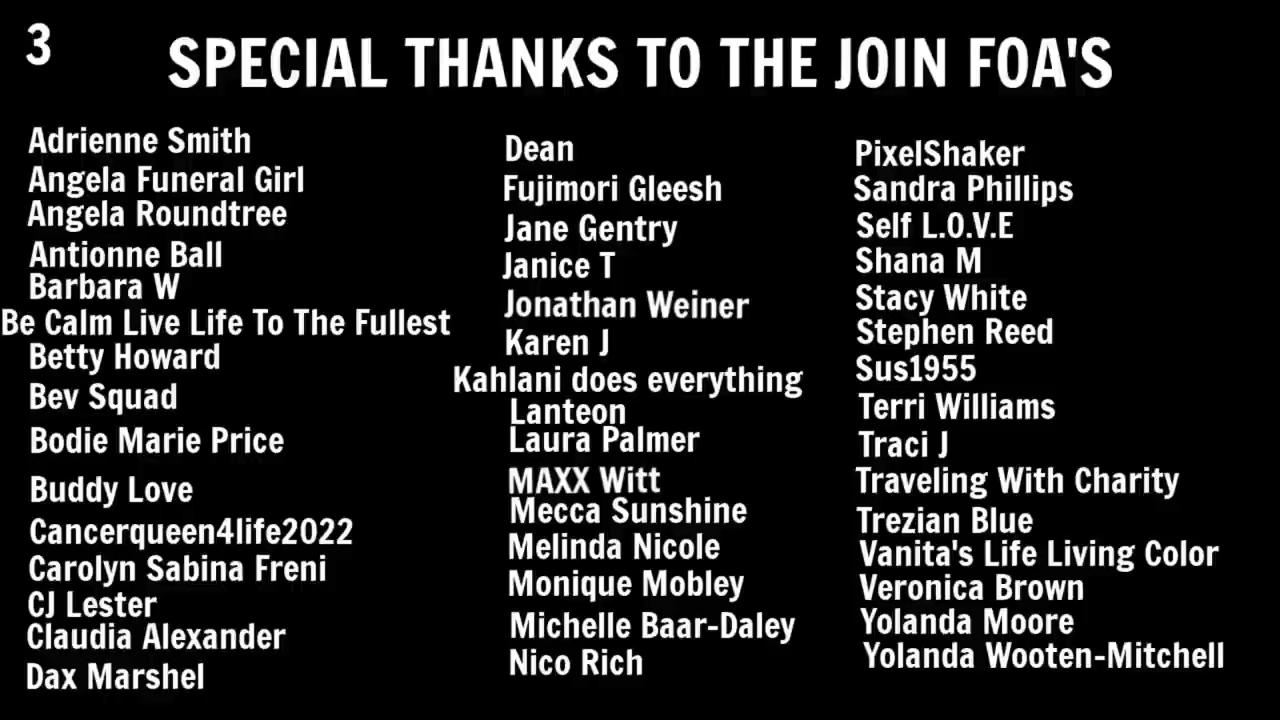 3
SPECIAL THANKS TO THE JOIN FOA'S
Adrienne Smith
Angela Funeral Girl
Angela Roundtree
Antionne Ball
Barbara W
Be Calm Live Life To The Fullest
Betty Howard
Bev Squad
Bodie Marie Price
Buddy Love
Cancerqueen4life2022
Carolyn Sabina Freni
CJ Lester
Claudia Alexander
Dax Marshel
Dean
Fujimori Gleesh
Jane Gentry
Janice T
Jonathan Weiner
Karen J
Kahlani does everything
Lanteon
Laura Palmer
MAXX Witt
Mecca Sunshine
Melinda Nicole
Monique Mobley
Michelle Baar-Daley
Nico Rich
PixelShaker
Sandra Phillips
Self L.O.V.E
Shana M
Stacy White
Stephen Reed
Sus1955
Terri Williams
Traci J
Traveling With Charity
Trezian Blue
Vanita's Life Living Color
Veronica Brown
Yolanda Moore
Yolanda Wooten-Mitchell